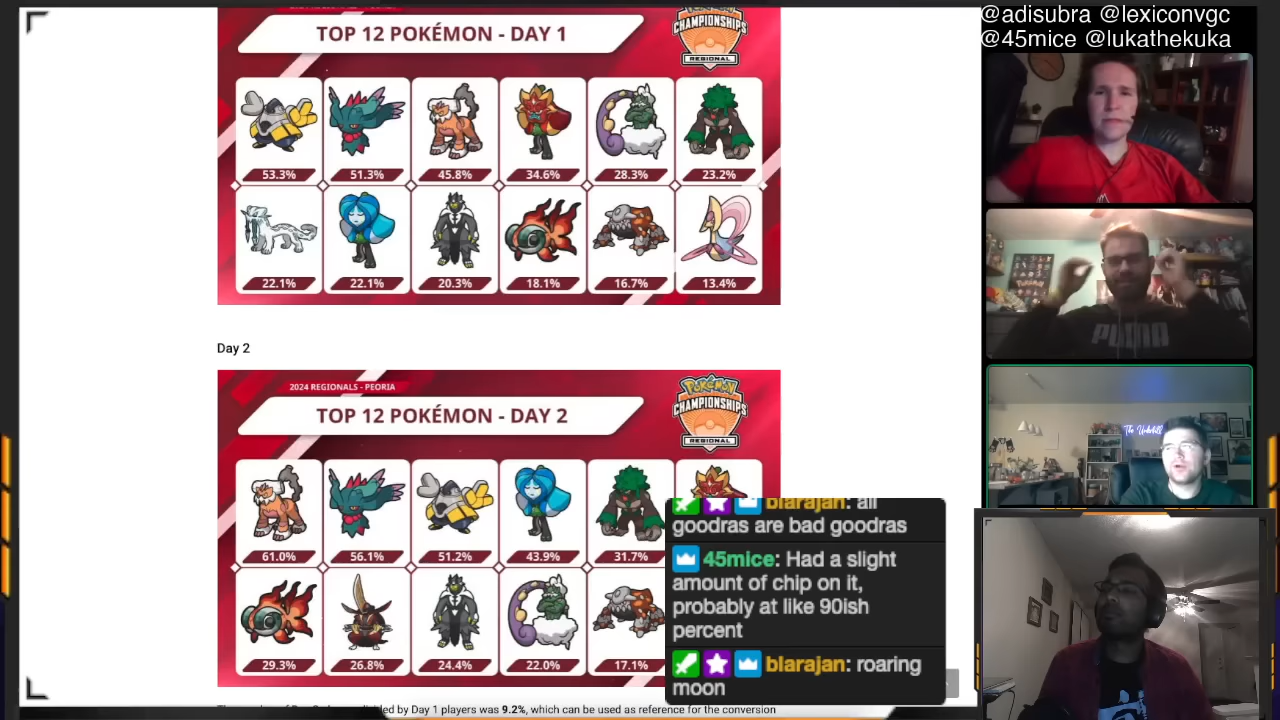 @adisubra @lexiconvgc
@45mice @lukathekuka
TOP 12 POKÉMON - DAY 1
POKÉMON
CHAMPIONSHIPS
REGIONAL
53.3% 51.3% 45.8% 34.6% 28.3% 23.2%
22.1% 22.1% 20.3% 18.1% 16.7% 13.4%
PUMA
Day 2
2024 REGIONALS - PEORIA
TOP 12 POKÉMON - DAY 2
POKÉMON
CHAMPIONSHIPS
REGIONAL
The
61.0% 56.1% 51.2% 43.9% 31.7%
29.3% 26.8% 24.4% 22.0% 17.1%
blarajan: all
goodras are bad goodras
45mice: Had a slight
amount of chip on it,
probably at like 90ish
percent
blarajan: roaring
moon
by Day 1 players was 9.2%, which can be used as reference for the conversion